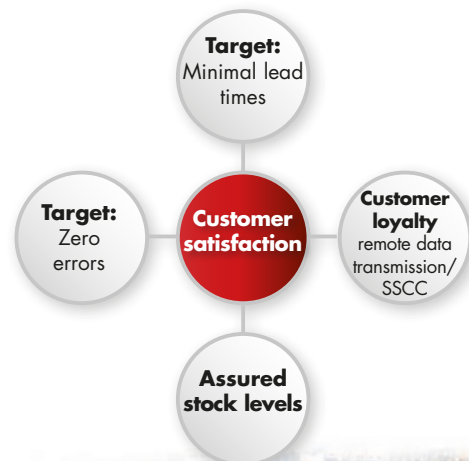 Target:
Minimal lead
times
Target:
Zero
errors
Customer
satisfaction
Customer
loyalty
remote data
transmission/
SSCC
Assured
stock levels